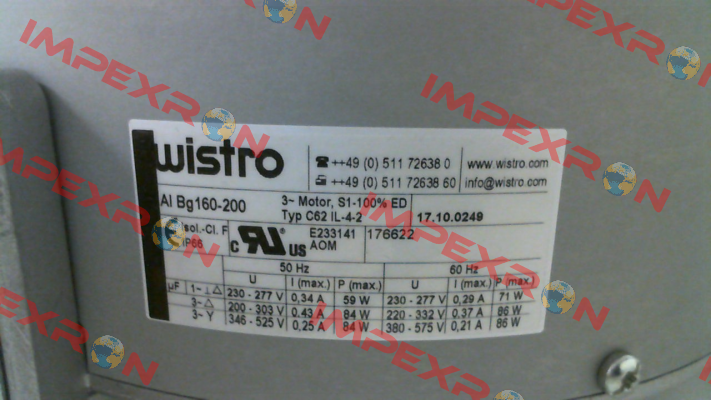 IMPEXRON
IMPEXRON
IMPEXRON
IMPEXRON
wistro
++49 (0) 511 72638 0
www.wistro.com
++49 (0) 511 72638 60
info@wistro.com
AI Bg160-200
3~ Motor, S1-100% ED
Typ C62 IL-4-2
17.10.0249
Isol.-Cl. F
IP66
c RU US
E233141
AOM
176622
50 Hz 60 Hz
U I (max.) P (max.) U I (max.) P (max.)
µF 1~ ⊥ △ 230 - 277 V 0,34 A 59 W 230 - 277 V 0,29 A 71 W
3~ △ 200 - 303 V 0.43 A 84 W 220 - 332 V 0.37 A 86 W
3~ Y 346 - 525 V 0,25 A 84 W 380 - 575 V 0,21 A 86 W